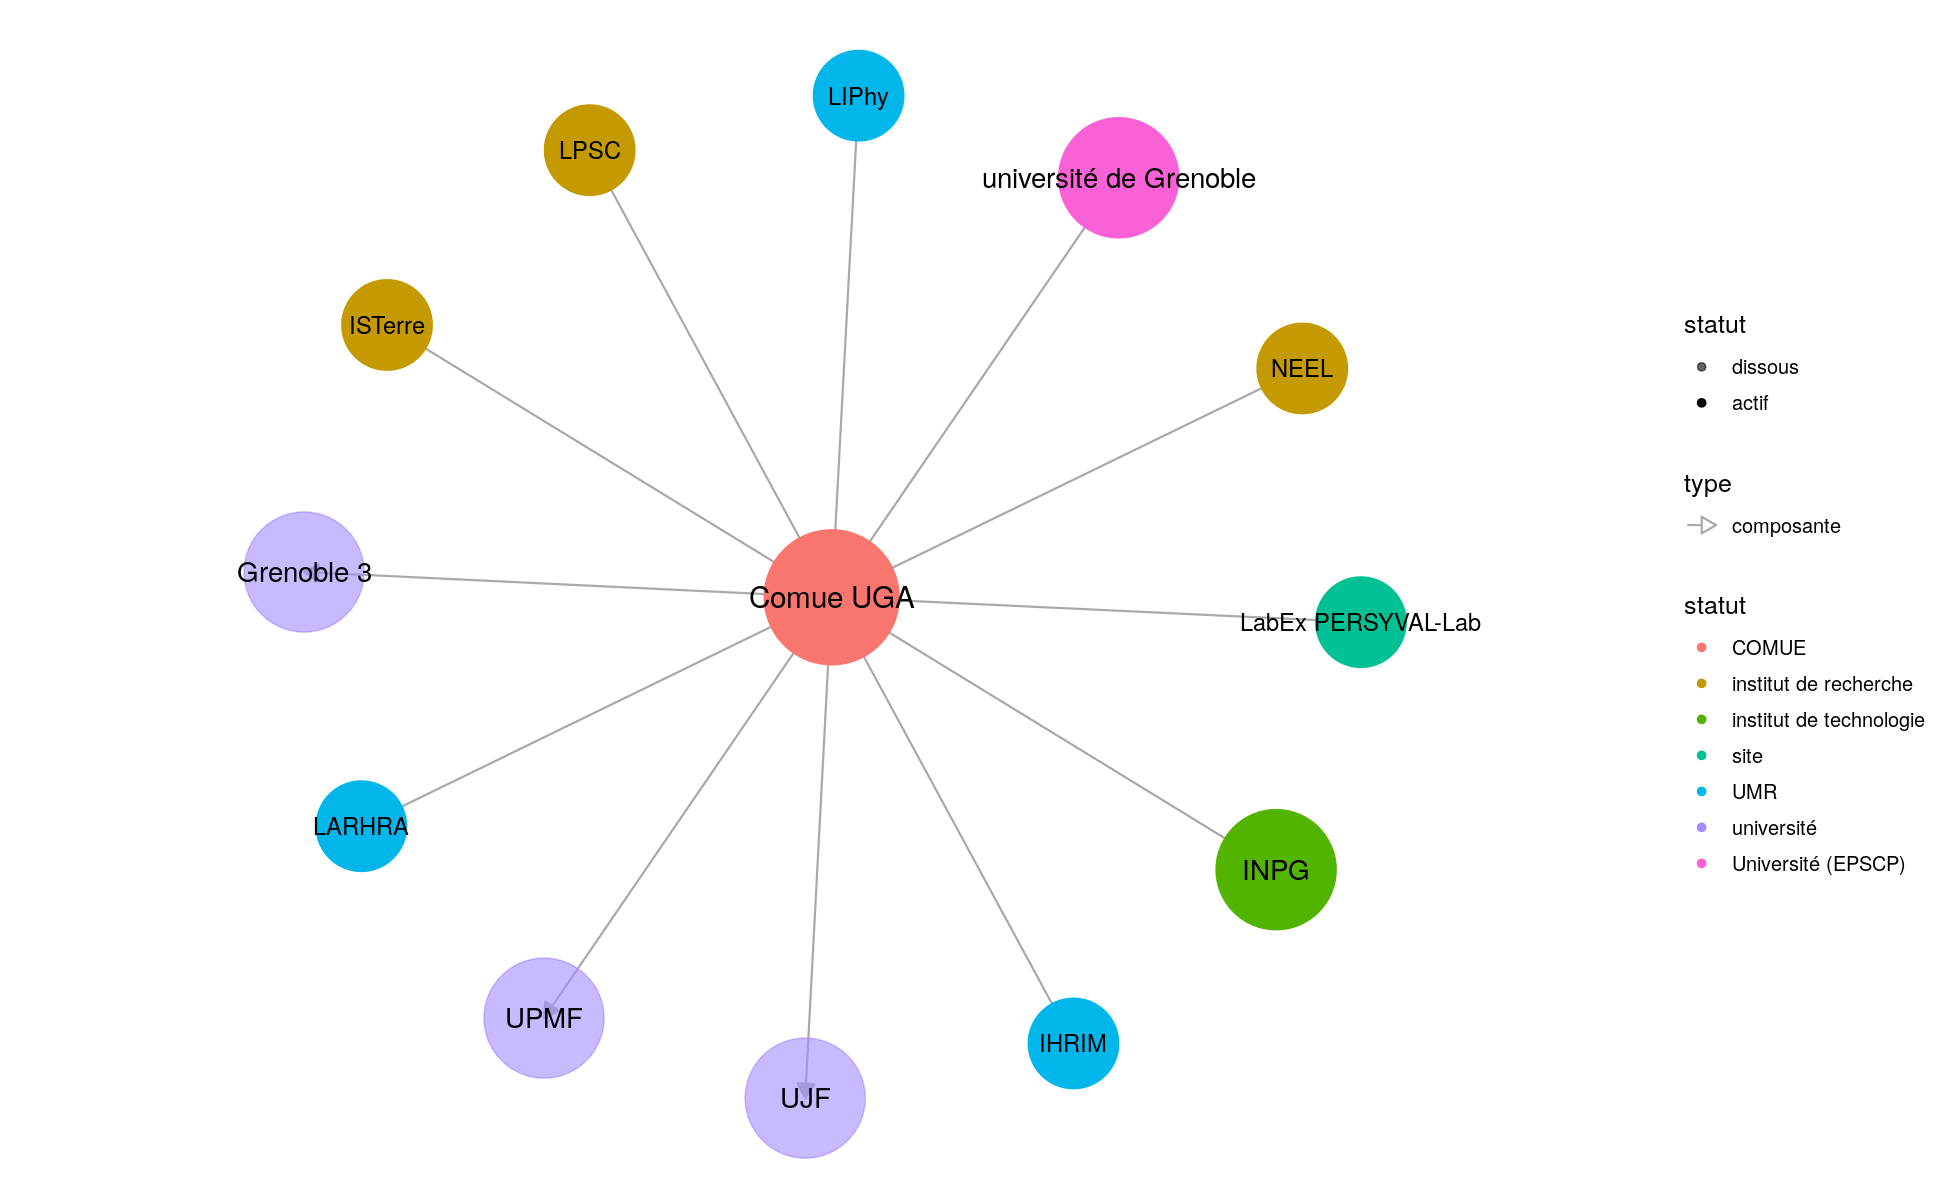 LIPhy
LPSC
université de Grenoble
ISTerre
NEEL
Grenoble 3
Comue UGA
LabEx PERSYVAL-Lab
LARHRA
INPG
UPMF
IHRIM
UJF
statut
dissous
actif
type
composante
statut
COMUE
institut de recherche
institut de technologie
site
UMR
université
Université (EPSCP)